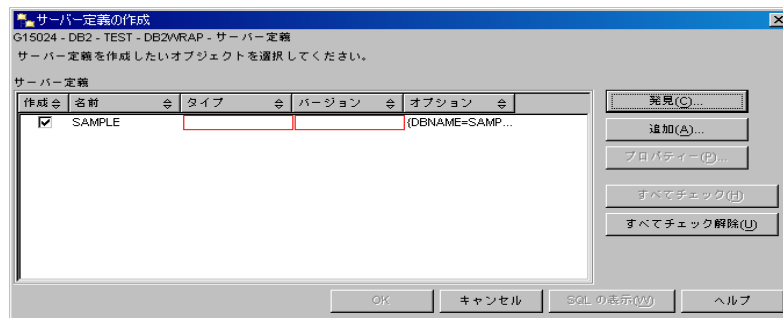 サーバー定義の作成
G15024 - DB2 - TEST - DB2WRAP - サーバー定義
サーバー定義を作成したいオブジェクトを選択してください。
サーバー定義
作成 名前 タイプ バージョン オプション
SAMPLE {DBNAME=SAMP...
発見(C)...
追加(A)...
プロパティー(P)...
すべてチェック(H)
すべてチェック解除(U)
OK キャンセル SQL の表示(W) ヘルプ